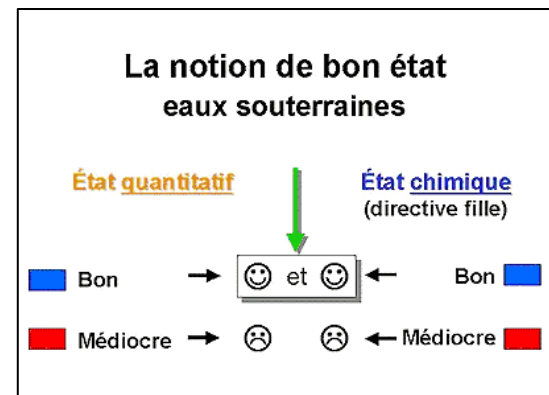 La notion de bon état
eaux souterraines
État quantitatif
État chimique
(directive fille)
Bon et Bon
Médiocre Médiocre